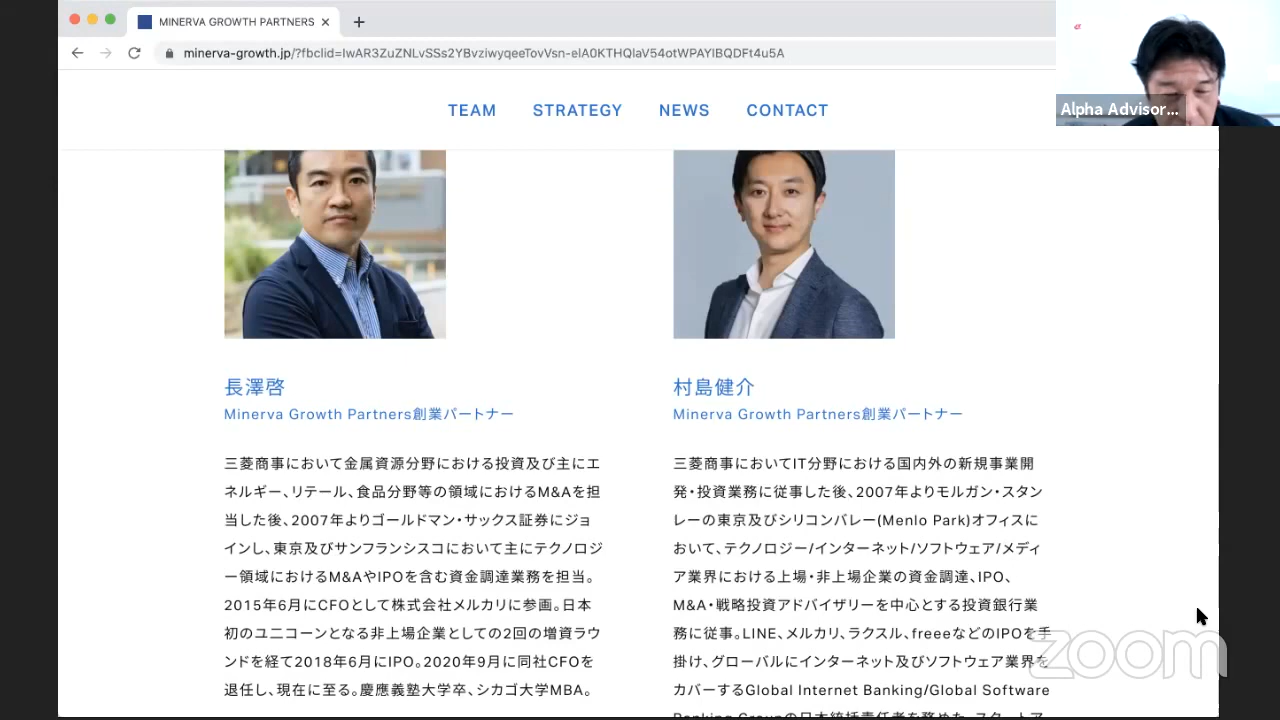 MINERVA GROWTH PARTNERS
minerva-growth.jp/?fbclid=IwAR3ZuZNLvSSs2YBvziwyqeeTovVsn-elA0KTHQlaV54otWPAYlBQDFt4u5A
Alpha Advisor...
TEAM STRATEGY NEWS CONTACT
長澤啓
Minerva Growth Partners創業パートナー
三菱商事において金属資源分野における投資及び主にエ
ネルギー、リテール、食品分野等の領域におけるM&Aを担
当した後、2007年よりゴールドマン・サックス証券にジョ
インし、東京及びサンフランシスコにおいて主にテクノロジ
ー領域におけるM&AやIPOを含む資金調達業務を担当。
2015年6月にCFOとして株式会社メルカリに参画。日本
初のユニコーンとなる非上場企業としての2回の増資ラウ
ンドを経て2018年6月にIPO。2020年9月に同社CFOを
退任し、現在に至る。慶應義塾大学卒、シカゴ大学MBA。
村島健介
Minerva Growth Partners創業パートナー
三菱商事においてIT分野における国内外の新規事業開
発・投資業務に従事した後、2007年よりモルガン・スタン
レーの東京及びシリコンバレー(Menlo Park)オフィスに
おいて、テクノロジー/インターネット/ソフトウェア/メディ
ア業界における上場・非上場企業の資金調達、IPO、
M&A・戦略投資アドバイザリーを中心とする投資銀行業
務に従事。LINE、メルカリ、ラクスル、freeeなどのIPOを手
掛け、グローバルにインターネット及びソフトウェア業界を
カバーするGlobal Internet Banking/Global Software
Banking Groupの日本統括責任者を務めた。スタートア
zoom